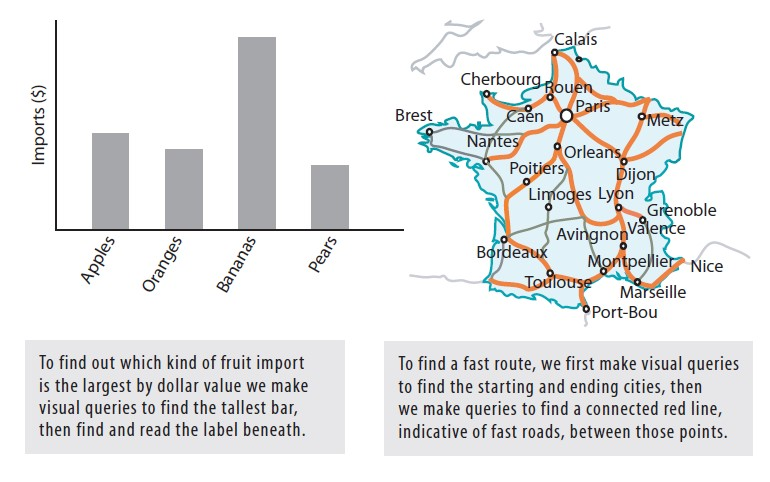 Imports ($)
Apples
Oranges
Bananas
Pears
To find out which kind of fruit import
is the largest by dollar value we make
visual queries to find the tallest bar,
then find and read the label beneath.
Calais
Cherbourg
Rouen
Caen
Paris
Brest
Metz
Nantes
Orleans
Poitiers
Dijon
Limoges
Lyon
Grenoble
Avingnon
Valence
Bordeaux
Montpellier
Nice
Toulouse
Marseille
Port-Bou
To find a fast route, we first make visual queries
to find the starting and ending cities, then
we make queries to find a connected red line,
indicative of fast roads, between those points.